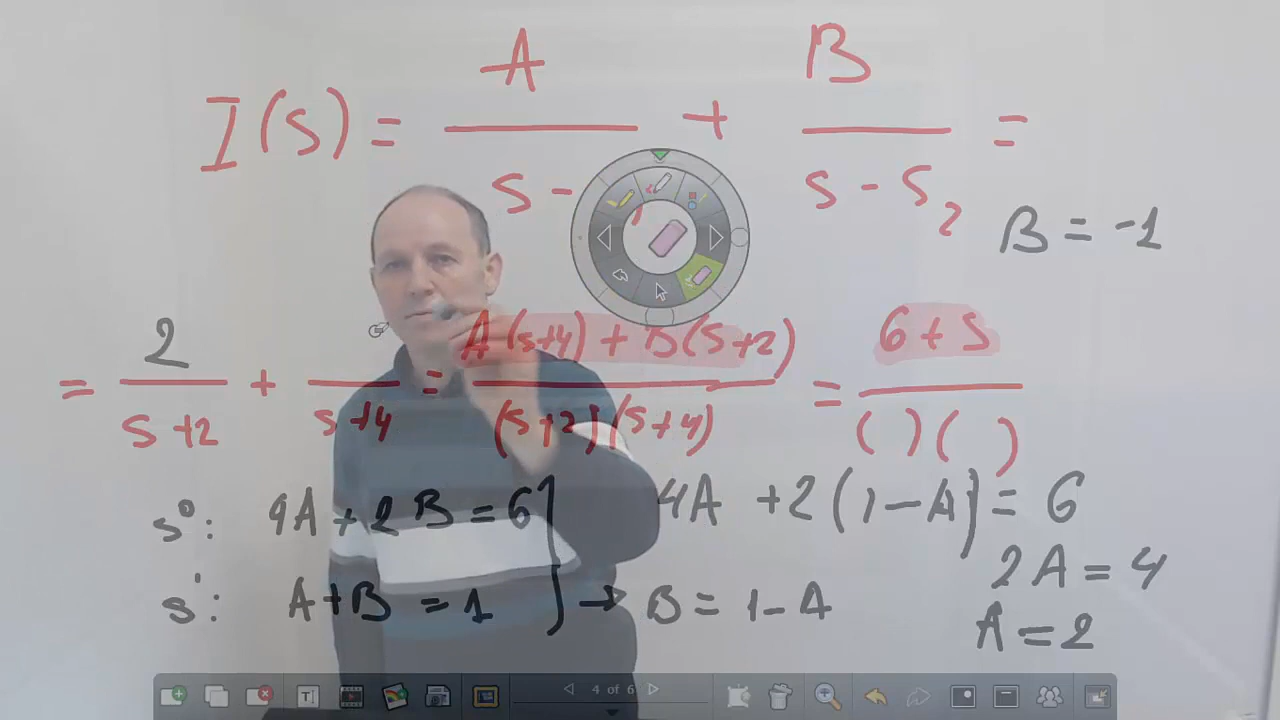 I(s) = A / (s - ) + B / (s - s₂) =
B = -1
= 2 / (s+2) + / (s+4) = A(s+4) + B(s+2) / (s+2)(s+4) = 6 + s / ( )( )
s⁰: 4A + 2B = 6 4A + 2(1-A) = 6
2A = 4
s¹: A+B = 1 } → B = 1-A
A = 2
4 of 6